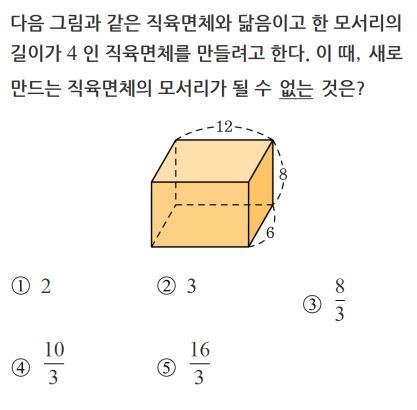 다음 그림과 같은 직육면체와 닮음이고 한 모서리의
길이가 4 인 직육면체를 만들려고 한다. 이 때, 새로
만드는 직육면체의 모서리가 될 수 없는 것은?
12
8
6
① 2 ② 3 ③ 8/3
④ 10/3 ⑤ 16/3